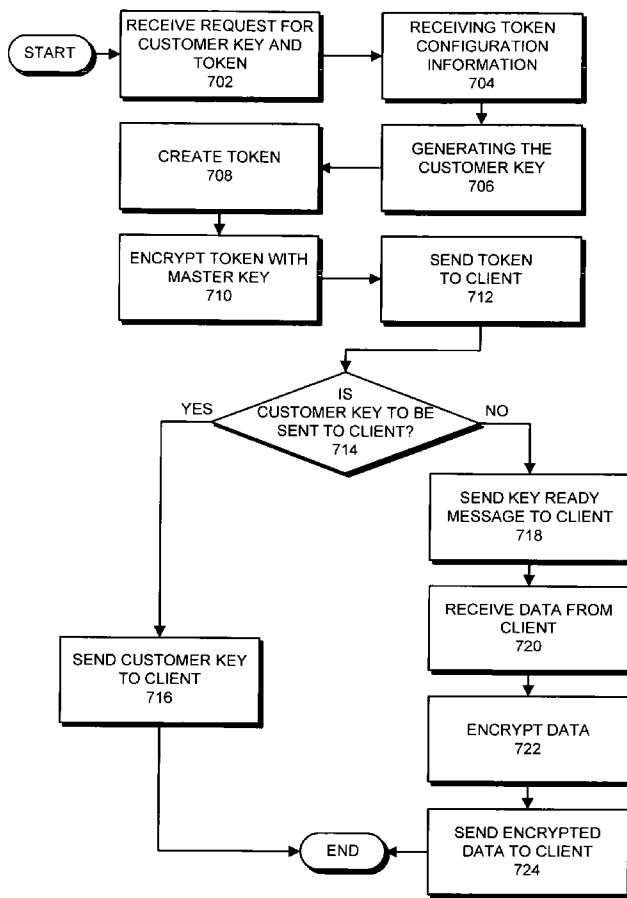 START
RECEIVE REQUEST FOR
CUSTOMER KEY AND
TOKEN
702
RECEIVING TOKEN
CONFIGURATION
INFORMATION
704
GENERATING THE
CUSTOMER KEY
706
CREATE TOKEN
708
ENCRYPT TOKEN WITH
MASTER KEY
710
SEND TOKEN
TO CLIENT
712
IS
CUSTOMER KEY TO BE
SENT TO CLIENT?
714
YES
NO
SEND KEY READY
MESSAGE TO CLIENT
718
RECEIVE DATA FROM
CLIENT
720
SEND CUSTOMER KEY
TO CLIENT
716
ENCRYPT DATA
722
SEND ENCRYPTED
DATA TO CLIENT
724
END